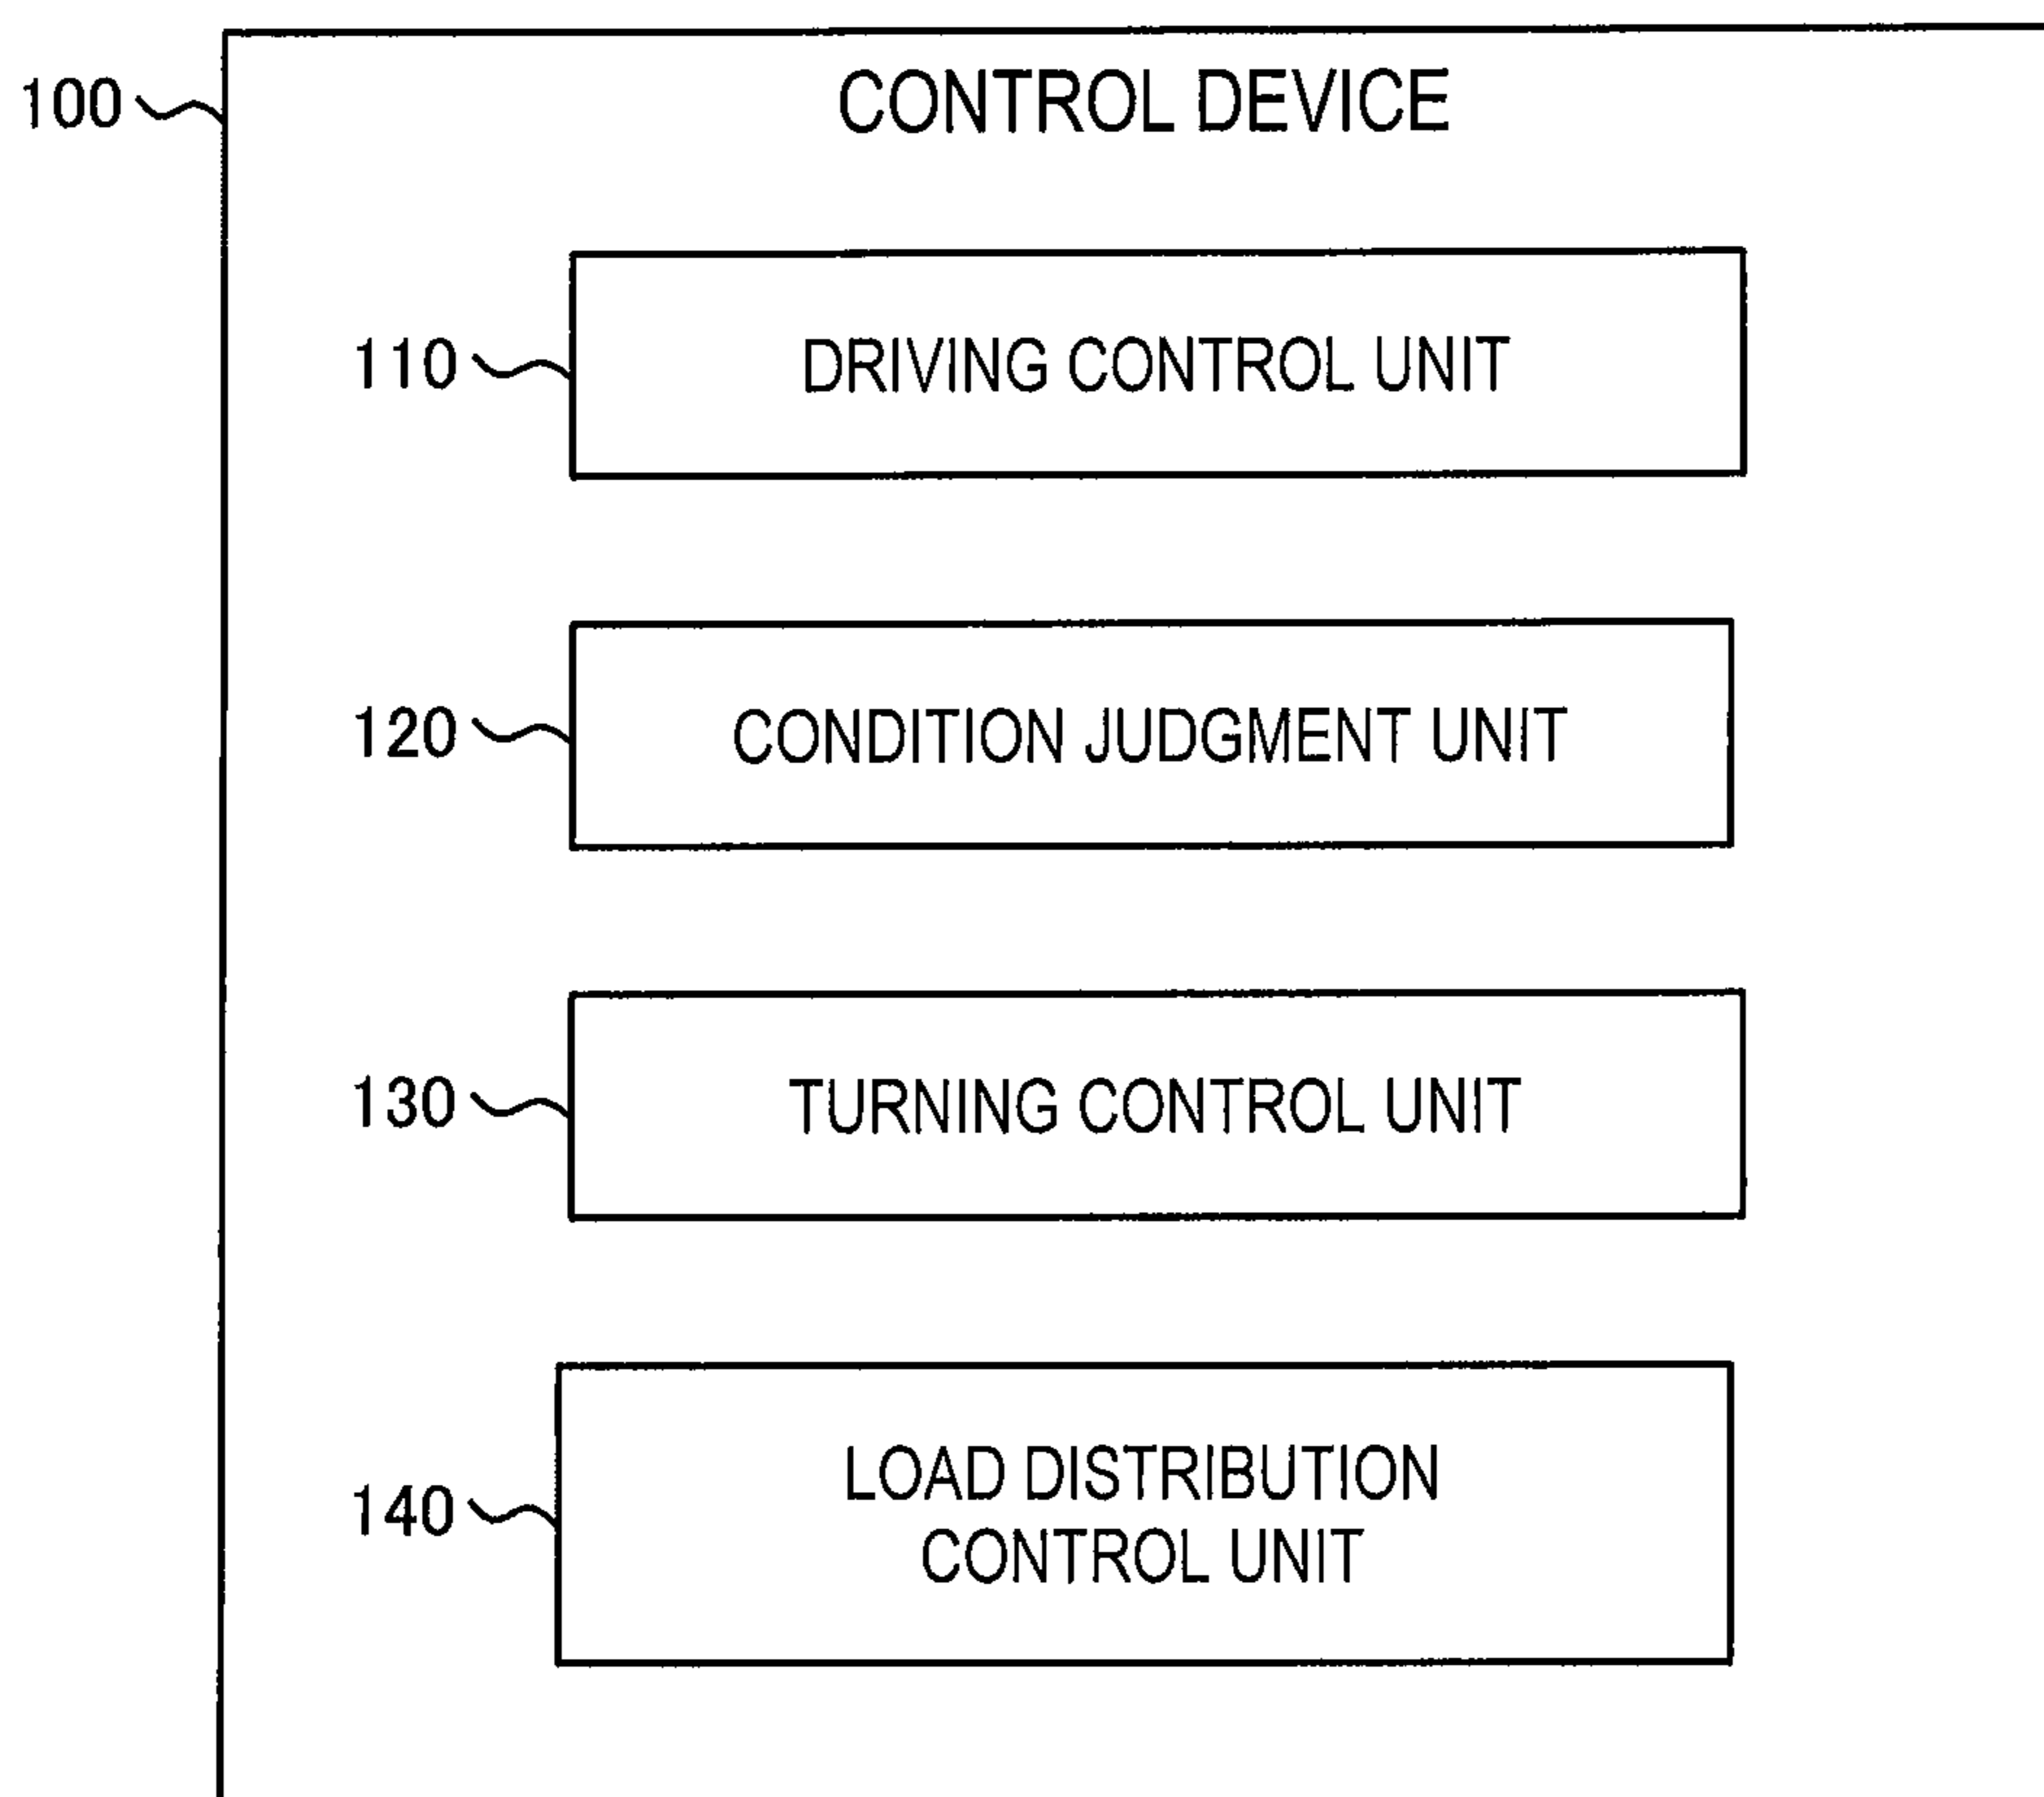 100 CONTROL DEVICE
110 DRIVING CONTROL UNIT
120 CONDITION JUDGMENT UNIT
130 TURNING CONTROL UNIT
LOAD DISTRIBUTION
140 CONTROL UNIT